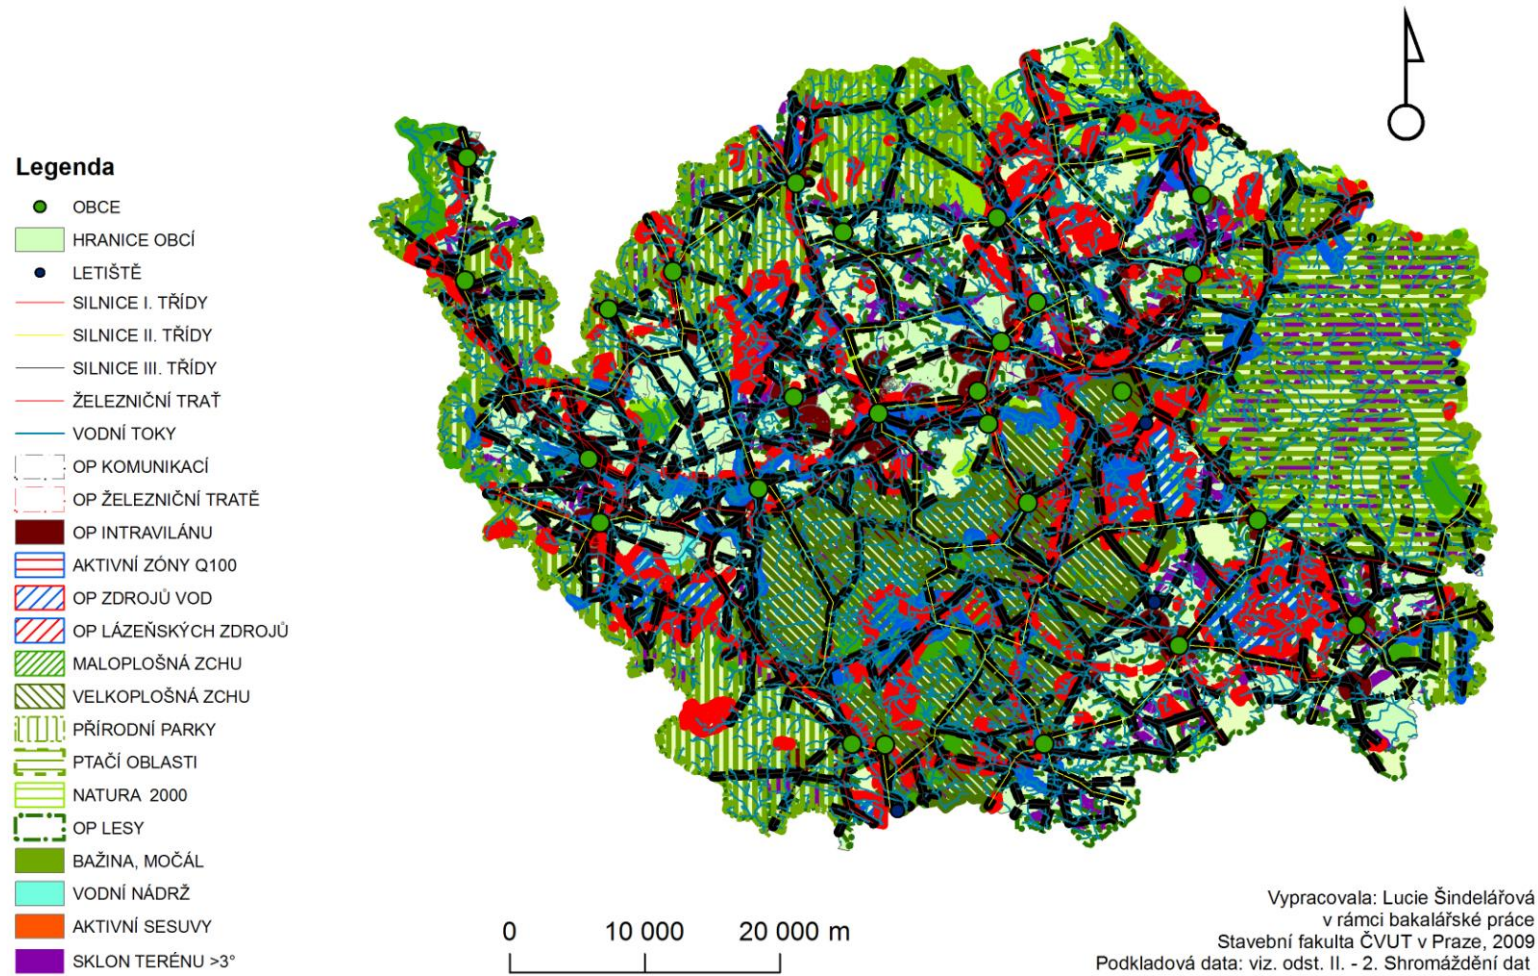 Legenda
OBCE
HRANICE OBCÍ
LETIŠTĚ
SILNICE I. TŘÍDY
SILNICE II. TŘÍDY
SILNICE III. TŘÍDY
ŽELEZNIČNÍ TRAŤ
VODNÍ TOKY
OP KOMUNIKACÍ
OP ŽELEZNIČNÍ TRATĚ
OP INTRAVILÁNU
AKTIVNÍ ZÓNY Q100
OP ZDROJŮ VOD
OP LÁZEŇSKÝCH ZDROJŮ
MALOPLOŠNÁ ZCHU
VELKOPLOŠNÁ ZCHU
PŘÍRODNÍ PARKY
PTAČÍ OBLASTI
NATURA 2000
OP LESY
BAŽINA, MOČÁL
VODNÍ NÁDRŽ
AKTIVNÍ SESUVY
SKLON TERÉNU >3°
0 10 000 20 000 m
Vypracovala: Lucie Šindelářová
v rámci bakalářské práce
Stavební fakulta ČVUT v Praze, 2009
Podkladová data: viz. odst. II. - 2. Shromáždění dat